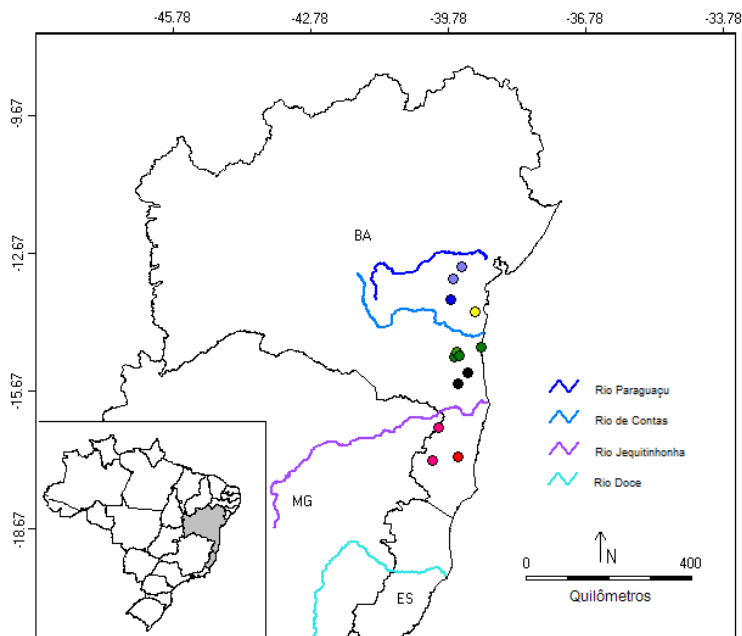 -45.78 -42.78 -39.78 -36.78 -33.78
-9.67
-12.67
BA
-15.67
Rio Paraguaçu
Rio de Contas
Rio Jequitinhonha
Rio Doce
MG
-18.67
N
0 400
Quilômetros
ES